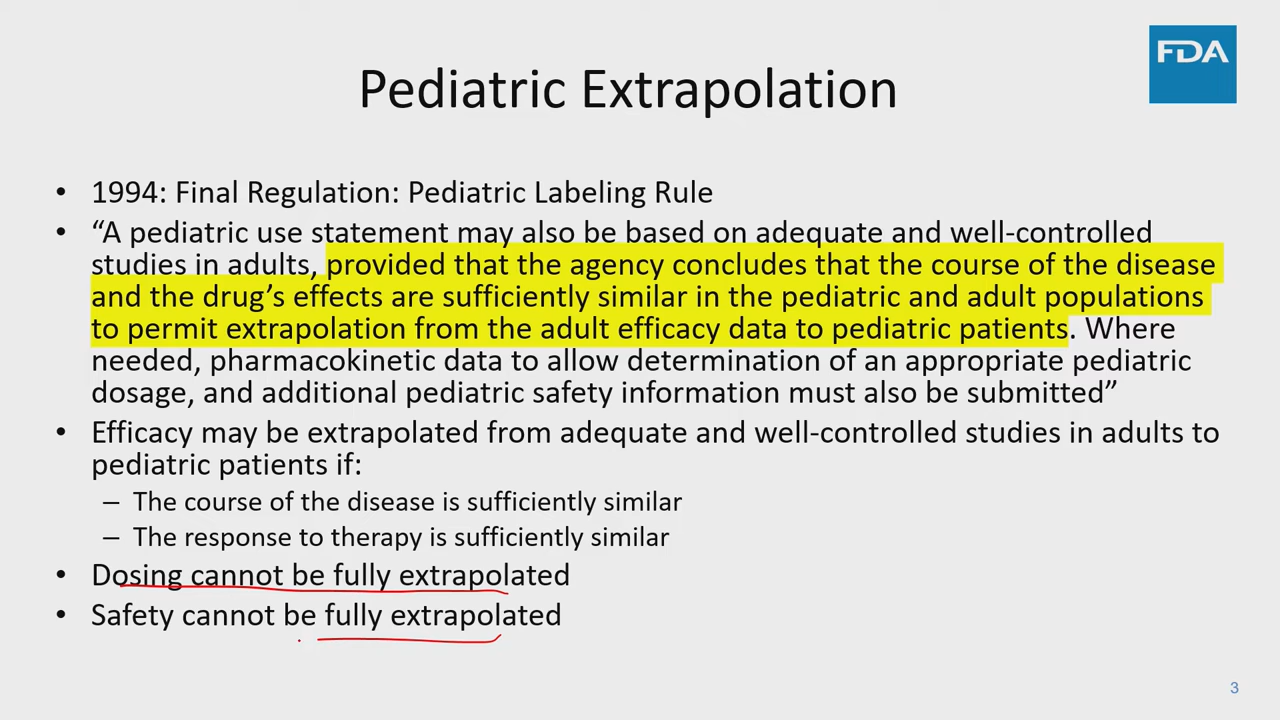 FDA
Pediatric Extrapolation
• 1994: Final Regulation: Pediatric Labeling Rule
• “A pediatric use statement may also be based on adequate and well-controlled
studies in adults, provided that the agency concludes that the course of the disease
and the drug’s effects are sufficiently similar in the pediatric and adult populations
to permit extrapolation from the adult efficacy data to pediatric patients. Where
needed, pharmacokinetic data to allow determination of an appropriate pediatric
dosage, and additional pediatric safety information must also be submitted”
• Efficacy may be extrapolated from adequate and well-controlled studies in adults to
pediatric patients if:
– The course of the disease is sufficiently similar
– The response to therapy is sufficiently similar
• Dosing cannot be fully extrapolated
• Safety cannot be fully extrapolated
3